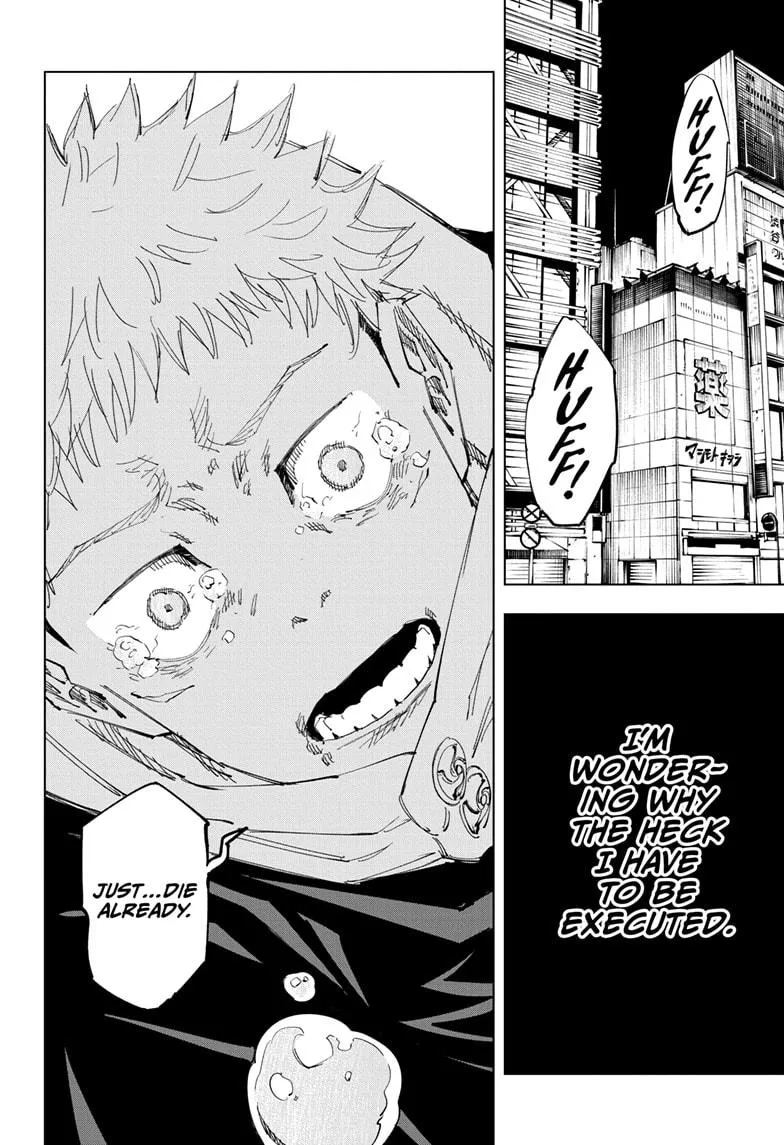 HUFF!
HUFF!
薬
マシモトキヨシ
I'M
WONDER-
ING WHY
THE HECK
I HAVE
TO BE
EXECUTED.
JUST...DIE
ALREADY.